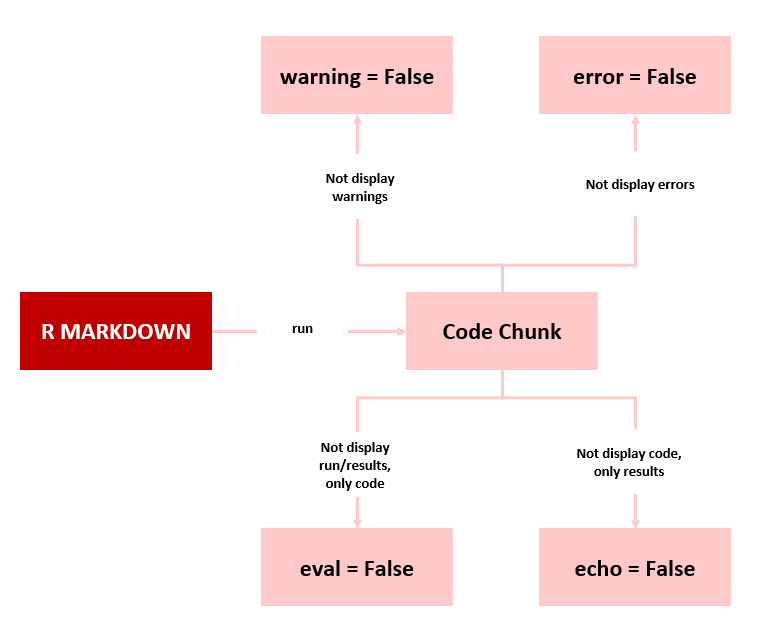 warning = False
error = False
Not display
warnings
Not display errors
R MARKDOWN
run
Code Chunk
Not display
run/results,
only code
Not display code,
only results
eval = False
echo = False